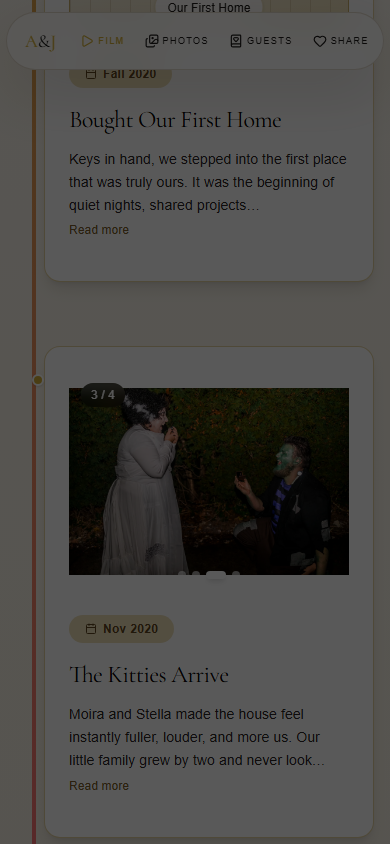 Our First Home
A&J
FILM
PHOTOS
GUESTS
SHARE
Fall 2020
Bought Our First Home
Keys in hand, we stepped into the first place
that was truly ours. It was the beginning of
quiet nights, shared projects…
Read more
3 / 4
Nov 2020
The Kitties Arrive
Moira and Stella made the house feel
instantly fuller, louder, and more us. Our
little family grew by two and never look…
Read more